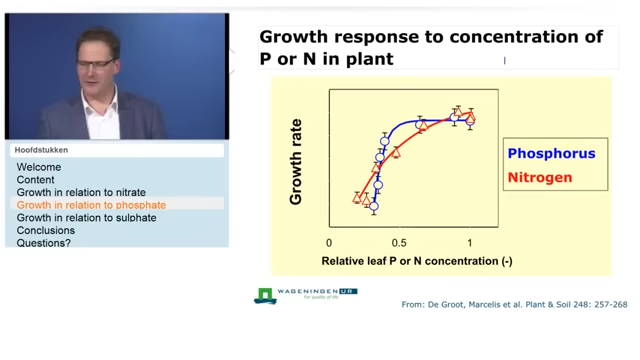 Growth response to concentration of
P or N in plant
Hoofdstukken
Welcome
Content
Growth in relation to nitrate
Growth in relation to phosphate
Growth in relation to sulphate
Conclusions
Questions?
Growth rate
Phosphorus
Nitrogen
0 0.5 1
Relative leaf P or N concentration (-)
WAGENINGEN UR
For quality of life
From: De Groot, Marcelis et al. Plant & Soil 248: 257-268